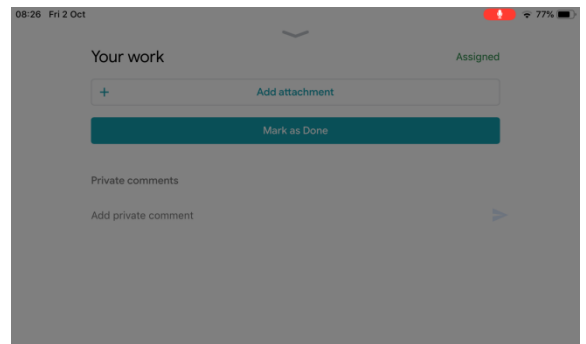 08:26 Fri 2 Oct 77%
Your work Assigned
+ Add attachment
Mark as Done
Private comments
Add private comment